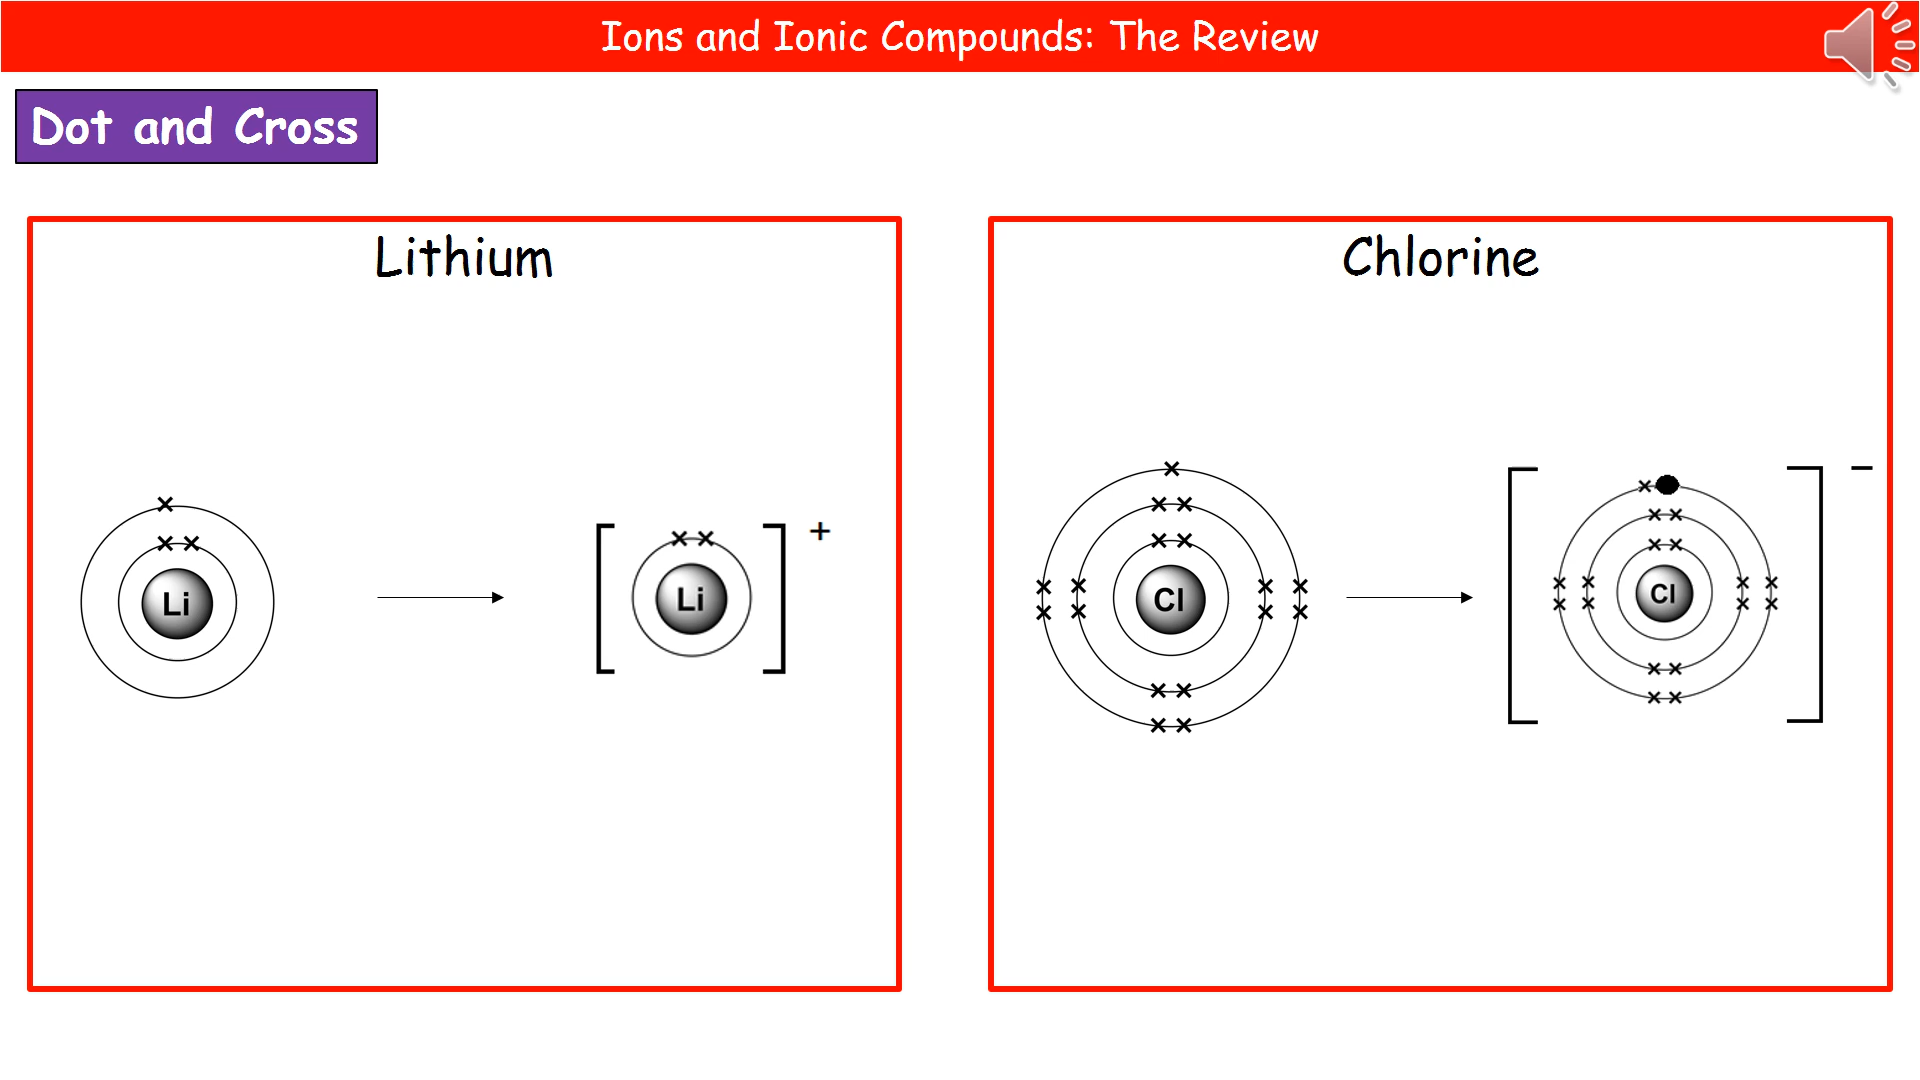 Ions and Ionic Compounds: The Review
Dot and Cross
Lithium
Li
[Li]+
Chlorine
Cl
[Cl]−